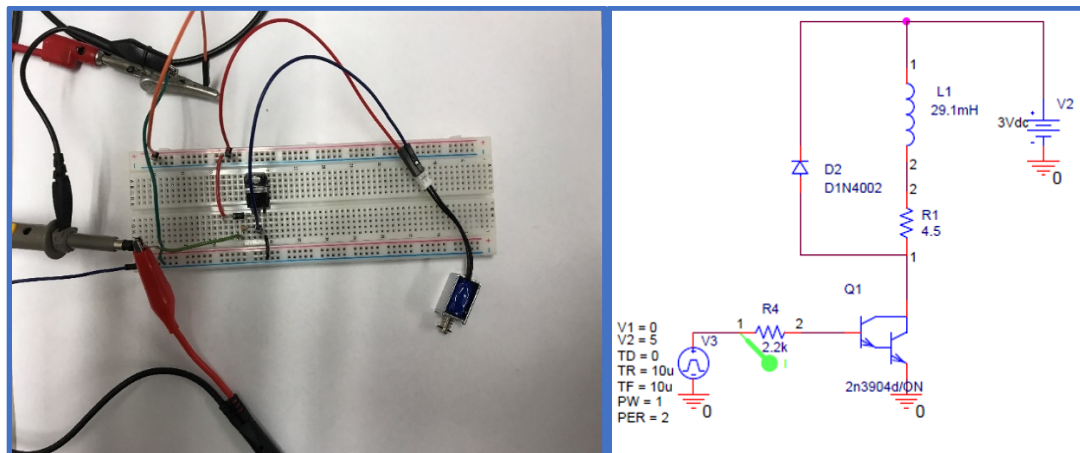 1
L1
29.1mH
2
V2
3Vdc
0
D2
D1N4002
2
R1
4.5
1
Q1
R4
1
2
2.2k
V3
I
V1 = 0
V2 = 5
TD = 0
TR = 10u
TF = 10u
PW = 1
PER = 2
0
2n3904d/ON
0